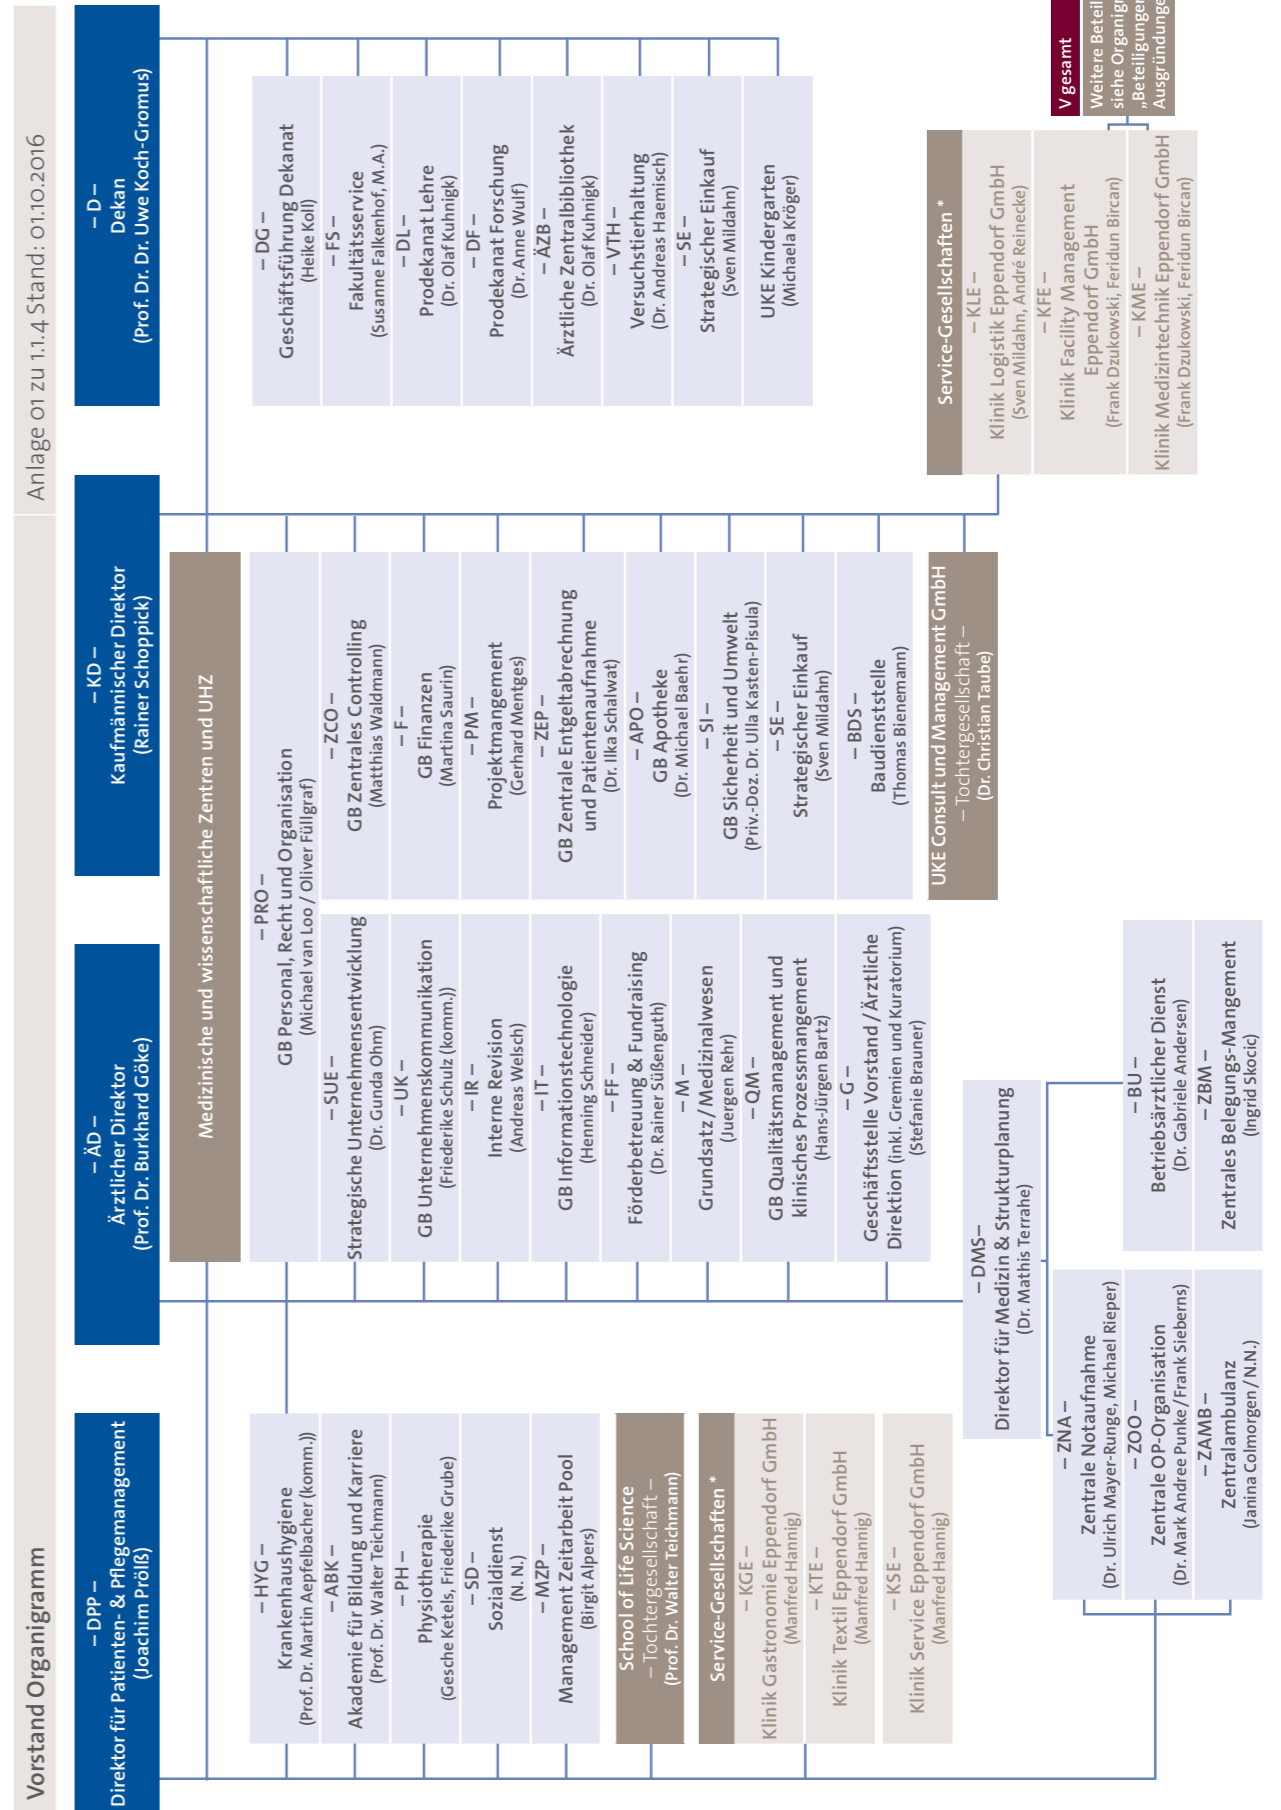 Vorstand Organigramm
Anlage 01 zu 1.1.4 Stand: 01.10.2016
– DPP–
Direktor für Patienten- & Pflegemanagement
(Joachim Prölß)
– ÄD –
Ärztlicher Direktor
(Prof. Dr. Burkhard Göke)
– KD –
Kaufmännischer Direktor
(Rainer Schoppick)
– D –
Dekan
(Prof. Dr. Dr. Uwe Koch-Gromus)
Medizinische und wissenschaftliche Zentren und UHZ
– HYG –
Krankenhaushygiene
(Prof. Dr. Martin Aepfelbacher (komm.))
– ABK –
Akademie für Bildung und Karriere
(Prof. Dr. Walter Teichmann)
– PH –
Physiotherapie
(Gesche Ketels, Friederike Grube)
– SD –
Sozialdienst
(N. N.)
– MZP –
Management Zeitarbeit Pool
(Birgit Alpers)
School of Life Science
– Tochtergesellschaft –
(Prof. Dr. Walter Teichmann)
Service-Gesellschaften *
– KGE –
Klinik Gastronomie Eppendorf GmbH
(Manfred Hannig)
– KTE –
Klinik Textil Eppendorf GmbH
(Manfred Hannig)
– KSE –
Klinik Service Eppendorf GmbH
(Manfred Hannig)
– PRO –
GB Personal, Recht und Organisation
(Michael van Loo / Oliver Füllgraf)
– SUE –
Strategische Unternehmensentwicklung
(Dr. Gunda Ohm)
– UK –
GB Unternehmenskommunikation
(Friederike Schulz (komm.))
– IR –
Interne Revision
(Andreas Welsch)
– IT –
GB Informationstechnologie
(Henning Schneider)
– FF –
Förderbetreuung & Fundraising
(Dr. Rainer Süßenguth)
– M –
Grundsatz / Medizinalwesen
(Juergen Rehr)
– QM –
GB Qualitätsmanagement und
klinisches Prozessmangement
(Hans-Jürgen Bartz)
– G –
Geschäftsstelle Vorstand / Ärztliche
Direktion (inkl. Gremien und Kuratorium)
(Stefanie Brauner)
– DMS–
Direktor für Medizin & Strukturplanung
(Dr. Mathis Terrahe)
– ZNA –
Zentrale Notaufnahme
(Dr. Ulrich Mayer-Runge, Michael Rieper)
– ZOO –
Zentrale OP-Organisation
(Dr. Mark Andree Punke / Frank Sieberns)
– ZAMB –
Zentralambulanz
(Janina Colmorgen / N.N.)
– BU –
Betriebsärztlicher Dienst
(Dr. Gabriele Andersen)
– ZBM –
Zentrales Belegungs-Mangement
(Ingrid Skocic)
– ZCO –
GB Zentrales Controlling
(Matthias Waldmann)
– F –
GB Finanzen
(Martina Saurin)
– PM –
Projektmangement
(Gerhard Mentges)
– ZEP –
GB Zentrale Entgeltabrechnung
und Patientenaufnahme
(Dr. Ilka Schalwat)
– APO –
GB Apotheke
(Dr. Michael Baehr)
– SI –
GB Sicherheit und Umwelt
(Priv.-Doz. Dr. Ulla Kasten-Pisula)
– SE –
Strategischer Einkauf
(Sven Mildahn)
– BDS –
Baudienststelle
(Thomas Bienemann)
UKE Consult und Management GmbH
– Tochtergesellschaft –
(Dr. Christian Taube)
– DG –
Geschäftsführung Dekanat
(Heike Koll)
– FS –
Fakultätsservice
(Susanne Falkenhof, M.A.)
– DL –
Prodekanat Lehre
(Dr. Olaf Kuhnigk)
– DF –
Prodekanat Forschung
(Dr. Anne Wulf)
– ÄZB –
Ärztliche Zentralbibliothek
(Dr. Olaf Kuhnigk)
– VTH –
Versuchstierhaltung
(Dr. Andreas Haemisch)
– SE –
Strategischer Einkauf
(Sven Mildahn)
UKE Kindergarten
(Michaela Kröger)
Service-Gesellschaften *
– KLE –
Klinik Logistik Eppendorf GmbH
(Sven Mildahn, André Reinecke)
– KFE –
Klinik Facility Management
Eppendorf GmbH
(Frank Dzukowski, Feridun Bircan)
– KME –
Klinik Medizintechnik Eppendorf GmbH
(Frank Dzukowski, Feridun Bircan)
V gesamt
Weitere Beteil
siehe Organigr
„Beteiligungen
Ausgründunge